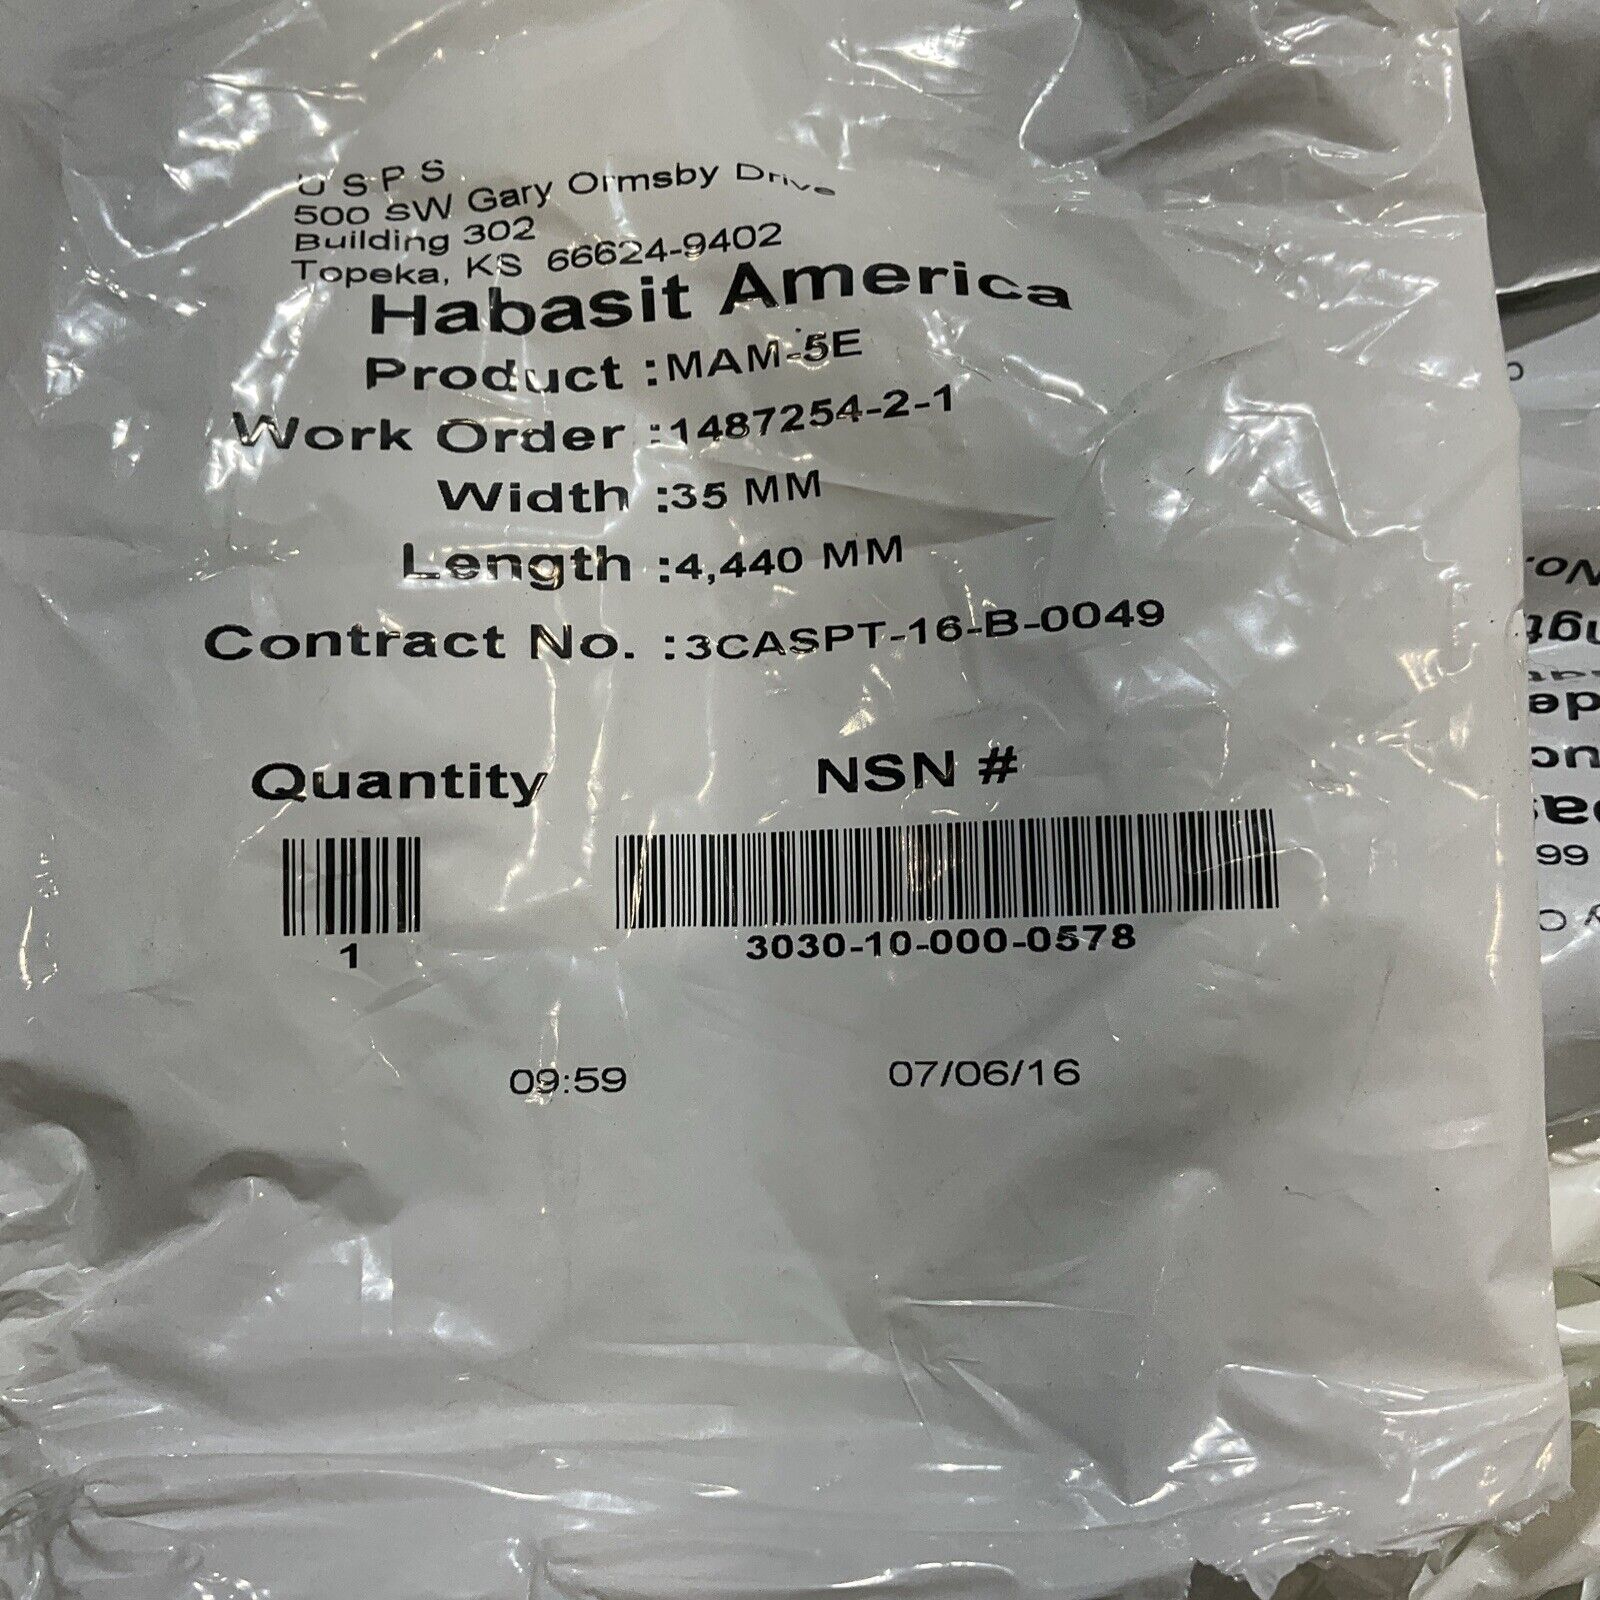 U S P S
500 SW Gary Ormsby Drive
Building 302
Topeka, KS 66624-9402
Habasit America
Product :MAM-5E
Work Order :1487254-2-1
Width :35 MM
Length :4,440 MM
Contract No. :3CASPT-16-B-0049
Quantity NSN #
1 3030-10-000-0578
09:59 07/06/16